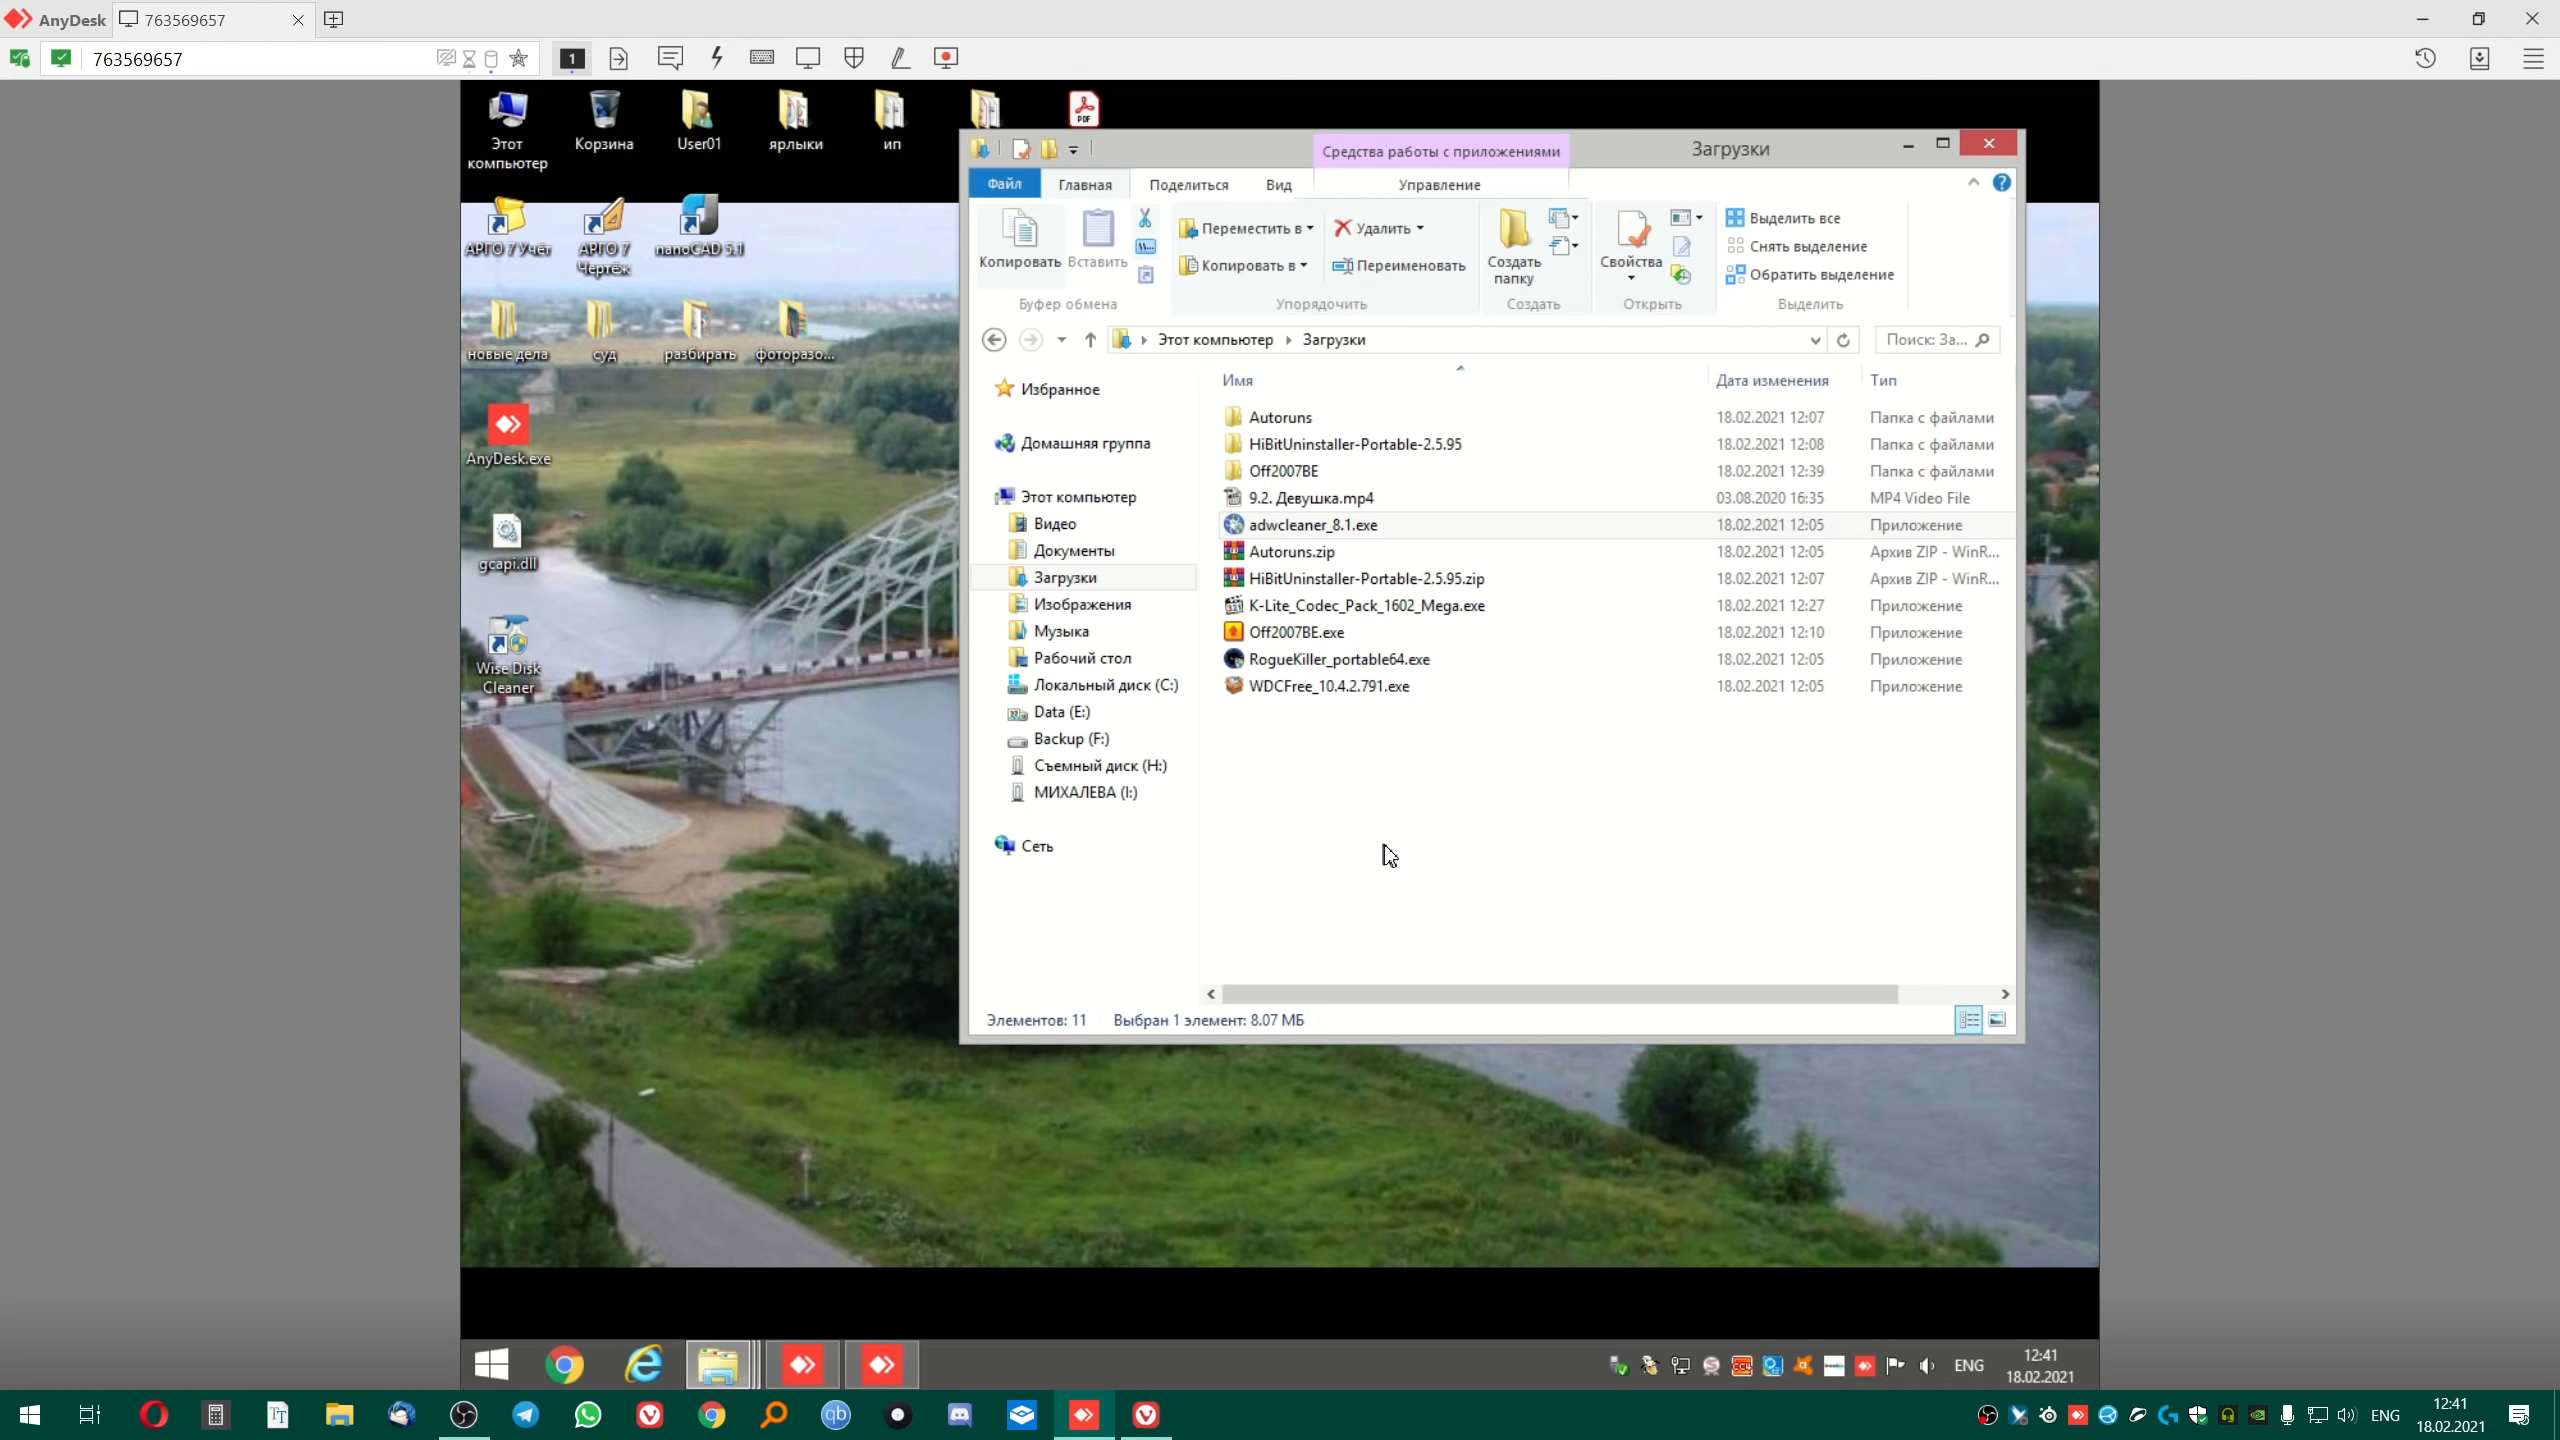 AnyDesk 763569657
763569657 1
Этот компьютер Корзина User01 ярлыки ип
АРГО 7 Учёт АРГО 7 Чертёж nanoCAD 5.1
новые дела суд разбирать фоторазо...
AnyDesk.exe
gcapi.dll
Wise Disk Cleaner
Средства работы с приложениями Загрузки
Файл Главная Поделиться Вид Управление
Копировать Вставить Переместить в Копировать в Удалить Переименовать Создать папку Свойства Выделить все Снять выделение Обратить выделение
Буфер обмена Упорядочить Создать Открыть Выделить
Этот компьютер Загрузки Поиск: За...
Имя Дата изменения Тип
Autoruns 18.02.2021 12:07 Папка с файлами
HiBitUninstaller-Portable-2.5.95 18.02.2021 12:08 Папка с файлами
Off2007BE 18.02.2021 12:39 Папка с файлами
9.2. Девушка.mp4 03.08.2020 16:35 MP4 Video File
adwcleaner_8.1.exe 18.02.2021 12:05 Приложение
Autoruns.zip 18.02.2021 12:05 Архив ZIP - WinR...
HiBitUninstaller-Portable-2.5.95.zip 18.02.2021 12:07 Архив ZIP - WinR...
K-Lite_Codec_Pack_1602_Mega.exe 18.02.2021 12:27 Приложение
Off2007BE.exe 18.02.2021 12:10 Приложение
RogueKiller_portable64.exe 18.02.2021 12:05 Приложение
WDCFree_10.4.2.791.exe 18.02.2021 12:05 Приложение
Избранное
Домашняя группа
Этот компьютер
Видео
Документы
Загрузки
Изображения
Музыка
Рабочий стол
Локальный диск (C:)
Data (E:)
Backup (F:)
Съемный диск (H:)
МИХАЛЕВА (I:)
Сеть
Элементов: 11 Выбран 1 элемент: 8.07 МБ
ENG 12:41
18.02.2021
ENG 12:41
18.02.2021